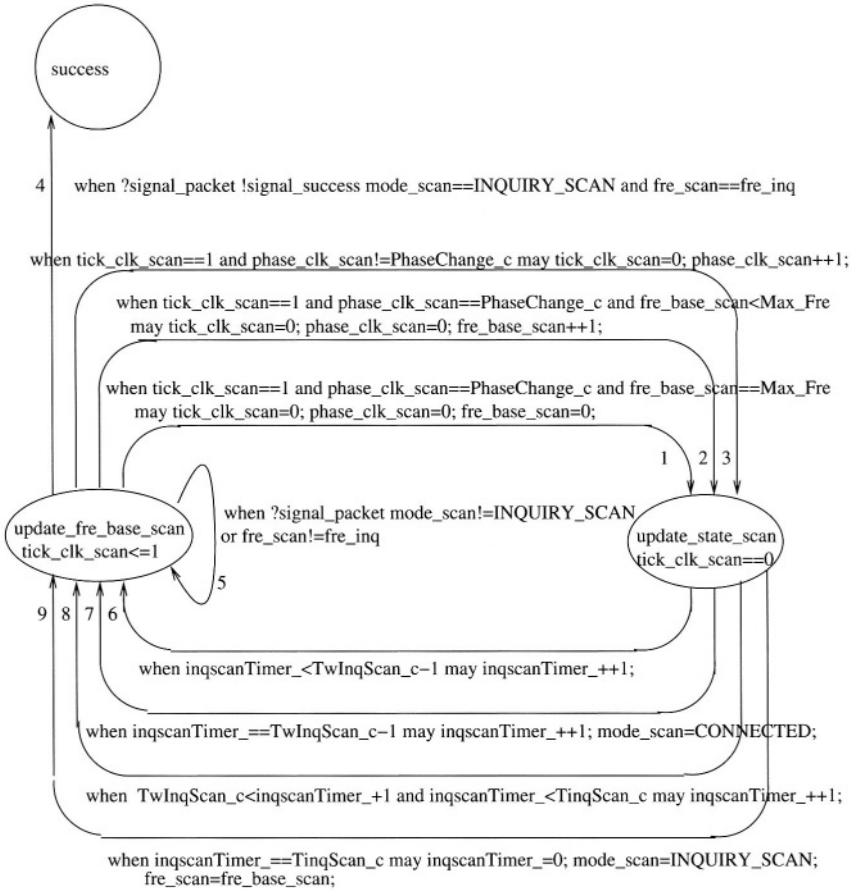 success
4 when ?signal_packet !signal_success mode_scan==INQUIRY_SCAN and fre_scan==fre_inq
when tick_clk_scan==1 and phase_clk_scan!=PhaseChange_c may tick_clk_scan=0; phase_clk_scan++1;
when tick_clk_scan==1 and phase_clk_scan==PhaseChange_c and fre_base_scan<Max_Fre
may tick_clk_scan=0; phase_clk_scan=0; fre_base_scan++1;
when tick_clk_scan==1 and phase_clk_scan==PhaseChange_c and fre_base_scan==Max_Fre
may tick_clk_scan=0; phase_clk_scan=0; fre_base_scan=0;
1 2 3
update_fre_base_scan
tick_clk_scan<=1
when ?signal_packet mode_scan!=INQUIRY_SCAN
or fre_scan!=fre_inq
update_state_scan
tick_clk_scan==0
5
9 8 7 6
when inqscanTimer_<TwInqScan_c−1 may inqscanTimer_++1;
when inqscanTimer_==TwInqScan_c−1 may inqscanTimer_++1; mode_scan=CONNECTED;
when TwInqScan_c<inqscanTimer_+1 and inqscanTimer_<TinqScan_c may inqscanTimer_++1;
when inqscanTimer_==TinqScan_c may inqscanTimer_=0; mode_scan=INQUIRY_SCAN;
fre_scan=fre_base_scan;